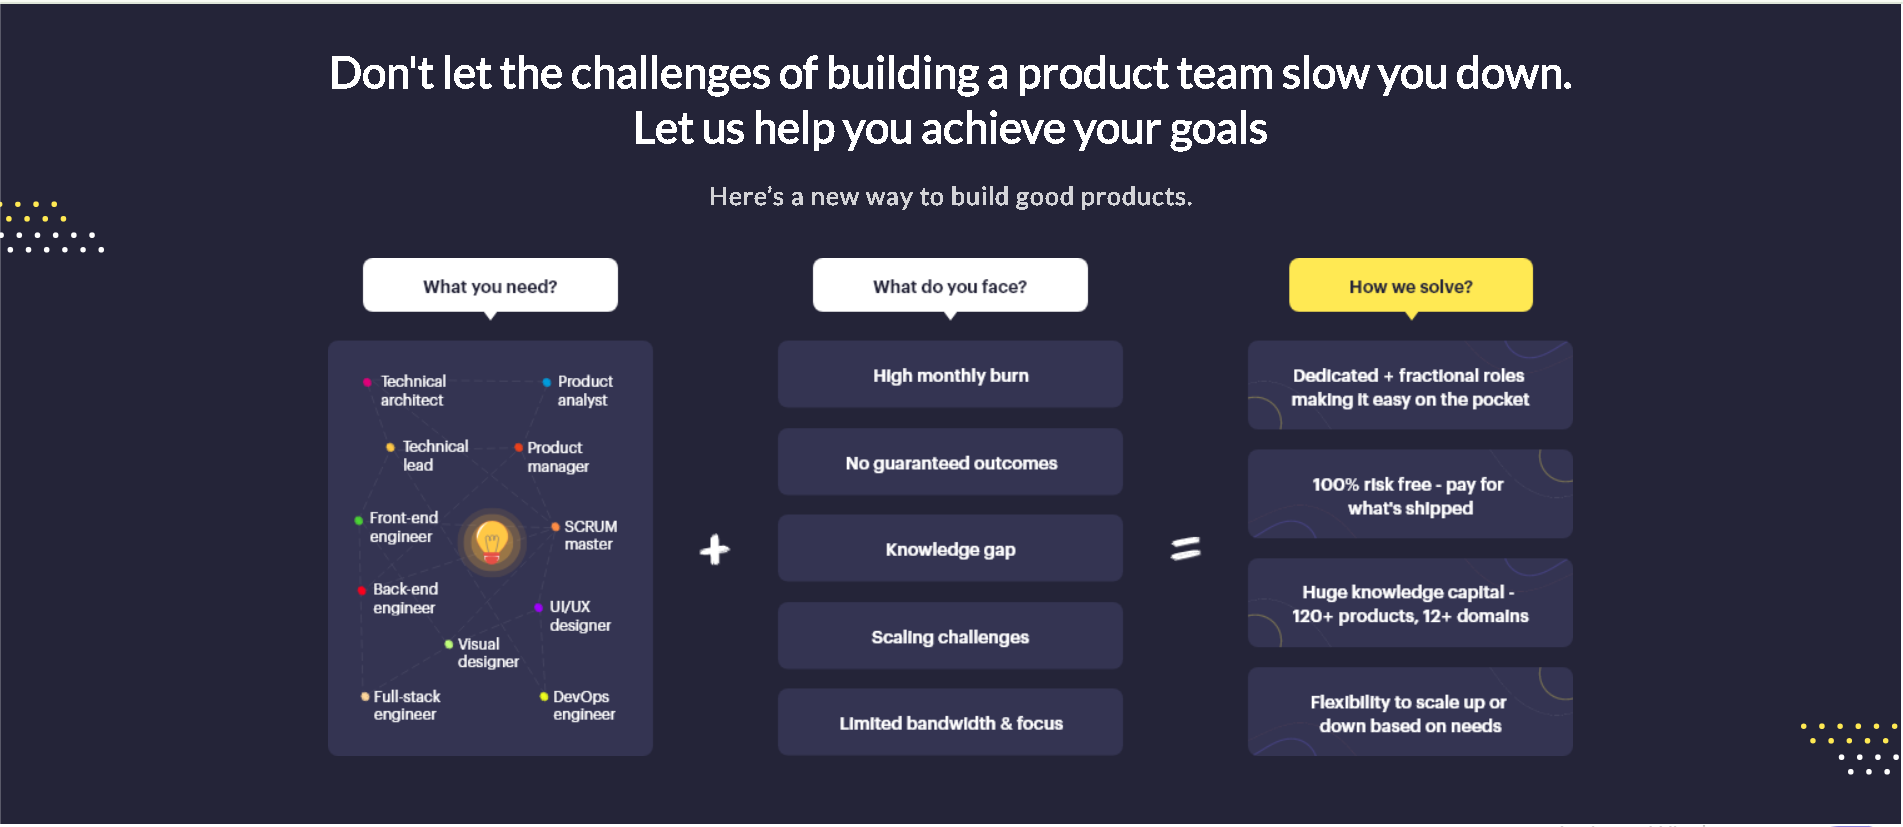 Don't let the challenges of building a product team slow you down.
Let us help you achieve your goals
Here's a new way to build good products.
What you need?
Technical
architect
Product
analyst
Technical
lead
Product
manager
Front-end
engineer
SCRUM
master
Back-end
engineer
UI/UX
designer
Visual
designer
Full-stack
engineer
DevOps
engineer
+
What do you face?
High monthly burn
No guaranteed outcomes
Knowledge gap
Scaling challenges
Limited bandwidth & focus
=
How we solve?
Dedicated + fractional roles
making it easy on the pocket
100% risk free - pay for
what's shipped
Huge knowledge capital -
120+ products, 12+ domains
Flexibility to scale up or
down based on needs